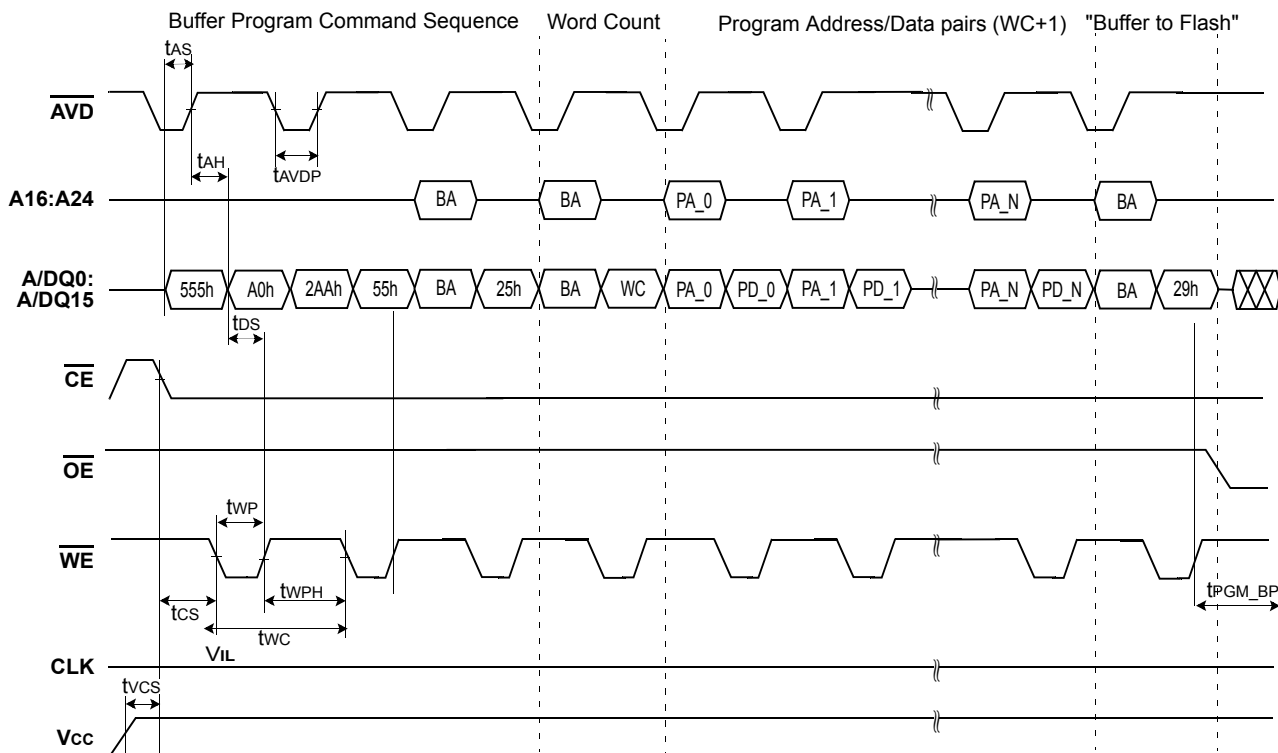 Buffer Program Command Sequence Word Count Program Address/Data pairs (WC+1) "Buffer to Flash"
tAS
AVD
tAH
tAVDP
A16:A24 BA BA PA_0 PA_1 PA_N BA
A/DQ0:
A/DQ15
555h A0h 2AAh 55h BA 25h BA WC PA_0 PD_0 PA_1 PD_1 PA_N PD_N BA 29h
tDS
CE
OE
tWP
WE
tCS tWPH tPGM_BP
tWC
VIL
CLK
tVCS
Vcc